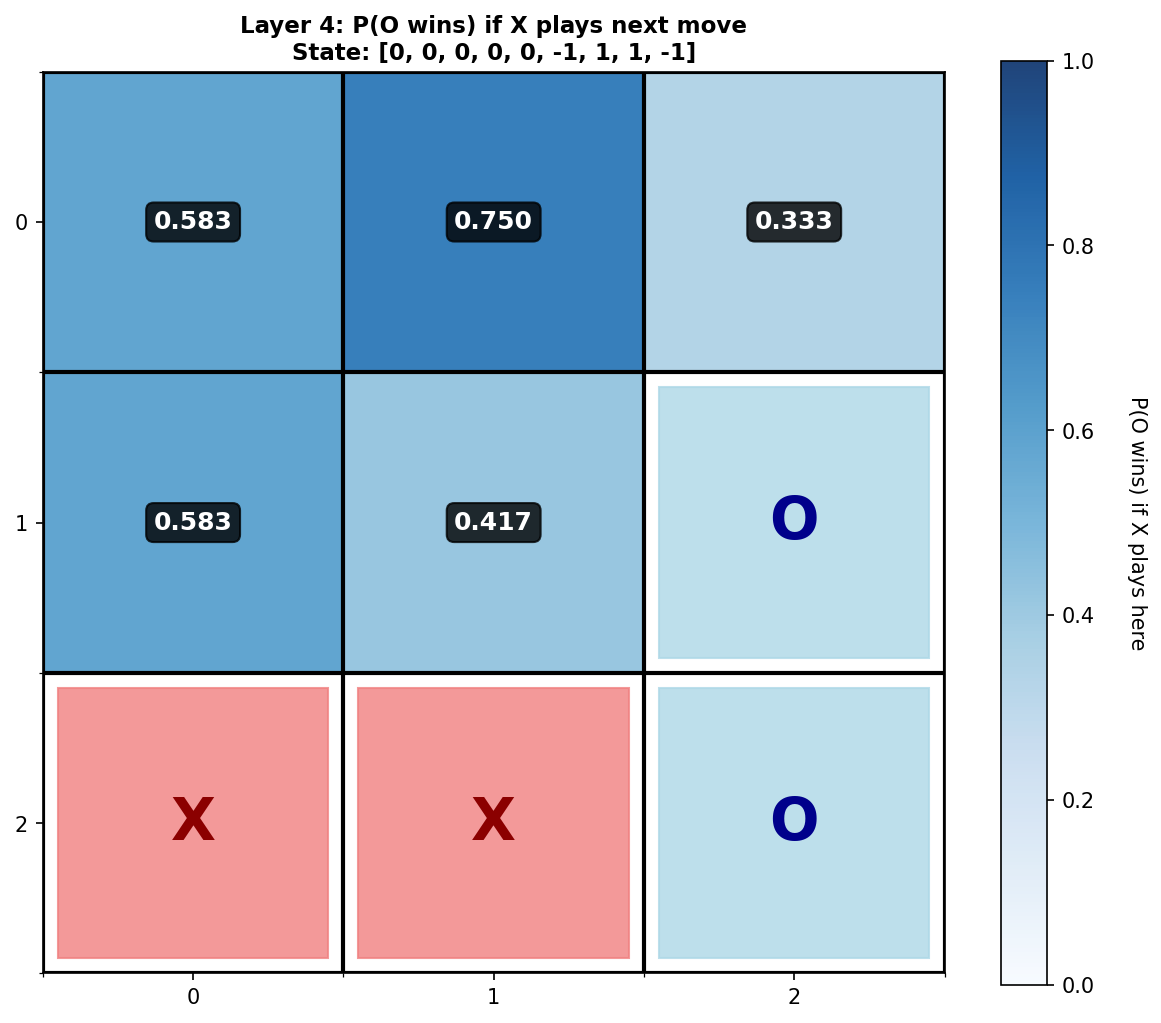 Layer 4: P(O wins) if X plays next move
State: [0, 0, 0, 0, 0, -1, 1, 1, -1]
0
0.583
0.750
0.333
1
0.583
0.417
O
2
X
X
O
0
1
2
1.0
0.8
0.6
0.4
0.2
0.0
P(O wins) if X plays here